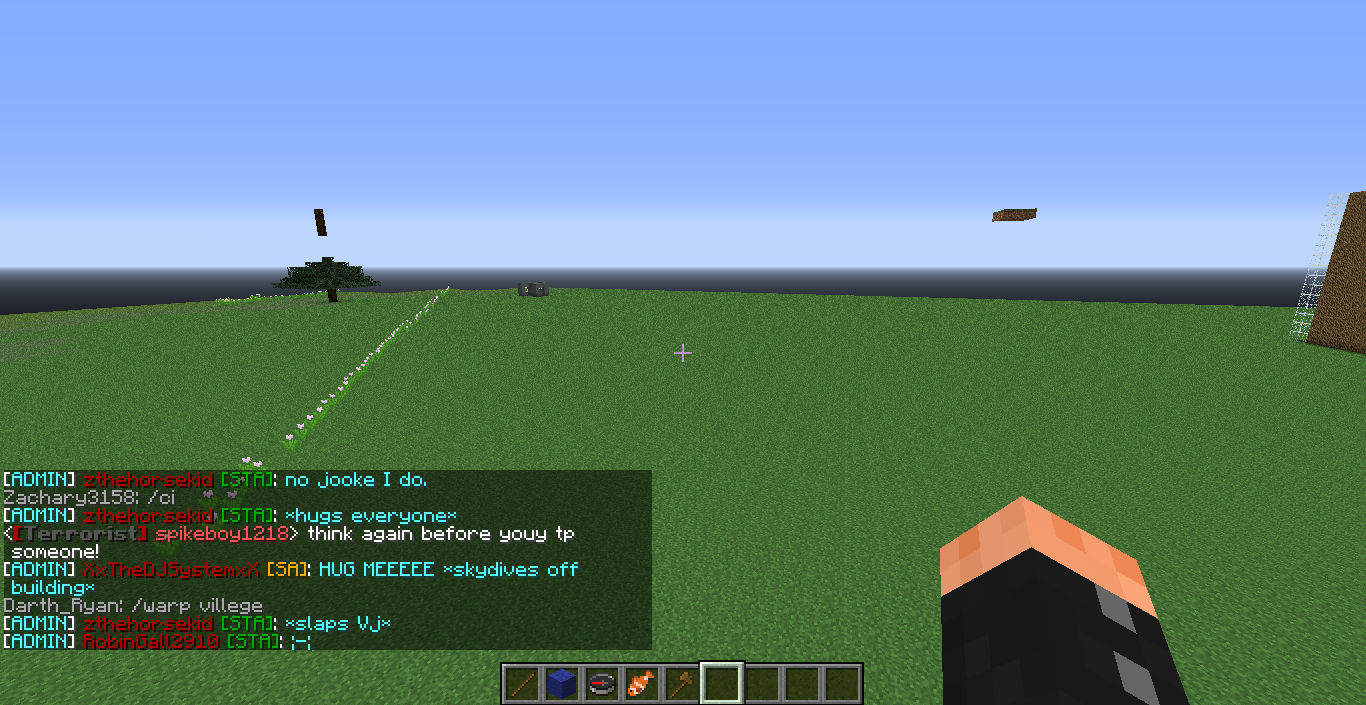 [ADMIN] zthehorsekid [STA]: no jooke I do.
Zachary3158: /ci
[ADMIN] zthehorsekid [STA]: *hugs everyone*
<[Terrorist] spikeboy1218> think again before youy tp
someone!
[ADMIN] XxTheDJSystemxX [SA]: HUG MEEEEE *skydives off
building*
Darth_Ryan: /warp villege
[ADMIN] zthehorsekid [STA]: *slaps Vj*
[ADMIN] RobinGall2910 [STA]: ;-;